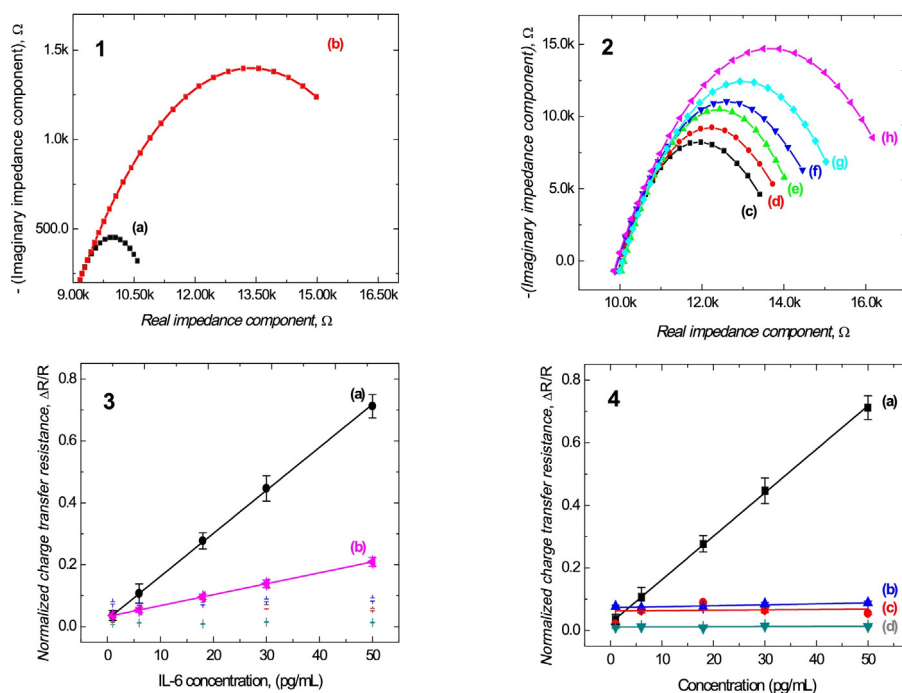 1
(b)
(a)
1.5k
1.0k
500.0
9.00k 10.50k 12.00k 13.50k 15.00k 16.50k
Real impedance component, Ω
- (Imaginary impedance component), Ω
2
15.0k
10.0k
5.0k
0.0
(c)
(d)
(e)
(f)
(g)
(h)
10.0k 12.0k 14.0k 16.0k
Real impedance component, Ω
-(Imaginary impedance component), Ω
3
(a)
(b)
0.8
0.6
0.4
0.2
0.0
0 10 20 30 40 50
IL-6 concentration, (pg/mL)
Normalized charge transfer resistance, ΔR/R
4
(a)
(b)
(c)
(d)
0.8
0.6
0.4
0.2
0.0
0 10 20 30 40 50
Concentration (pg/mL)
Normalized charge transfer resistance, ΔR/R